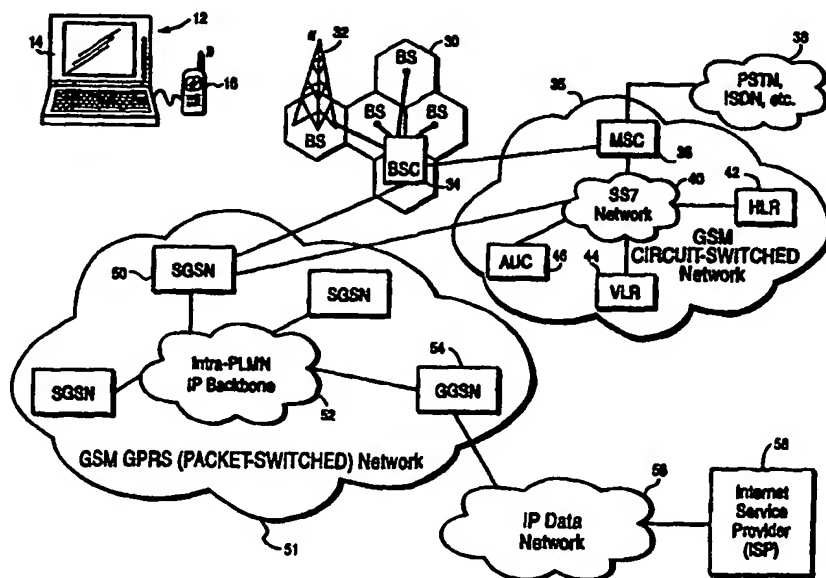 12
14
16
32
30
BS
BS
BS
BS
BSC
34
38
PSTN,
ISDN, etc.
35
MSC
36
40
42
SS7
Network
HLR
GSM
CIRCUIT-SWITCHED
Network
AUC
46
44
VLR
SGSN
50
SGSN
SGSN
Intra-PLMN
IP Backbone
52
54
GGSN
GSM GPRS (PACKET-SWITCHED) Network
51
56
IP Data
Network
58
Internet
Service
Provider
(ISP)